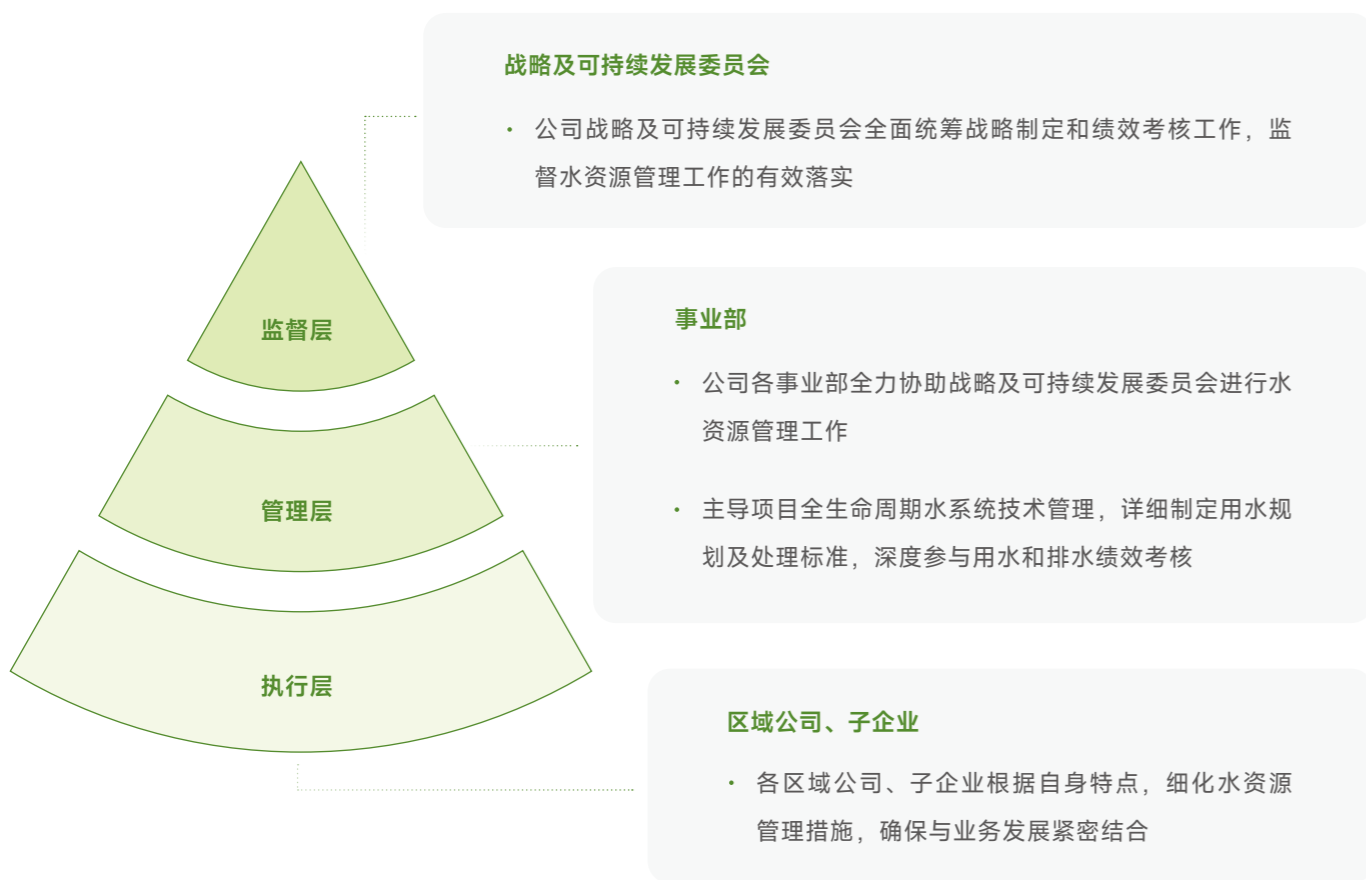 战略及可持续发展委员会
• 公司战略及可持续发展委员会全面统筹战略制定和绩效考核工作，监
督水资源管理工作的有效落实
监督层
事业部
• 公司各事业部全力协助战略及可持续发展委员会进行水
资源管理工作
• 主导项目全生命周期水系统技术管理，详细制定用水规
划及处理标准，深度参与用水和排水绩效考核
管理层
执行层
区域公司、子企业
• 各区域公司、子企业根据自身特点，细化水资源
管理措施，确保与业务发展紧密结合